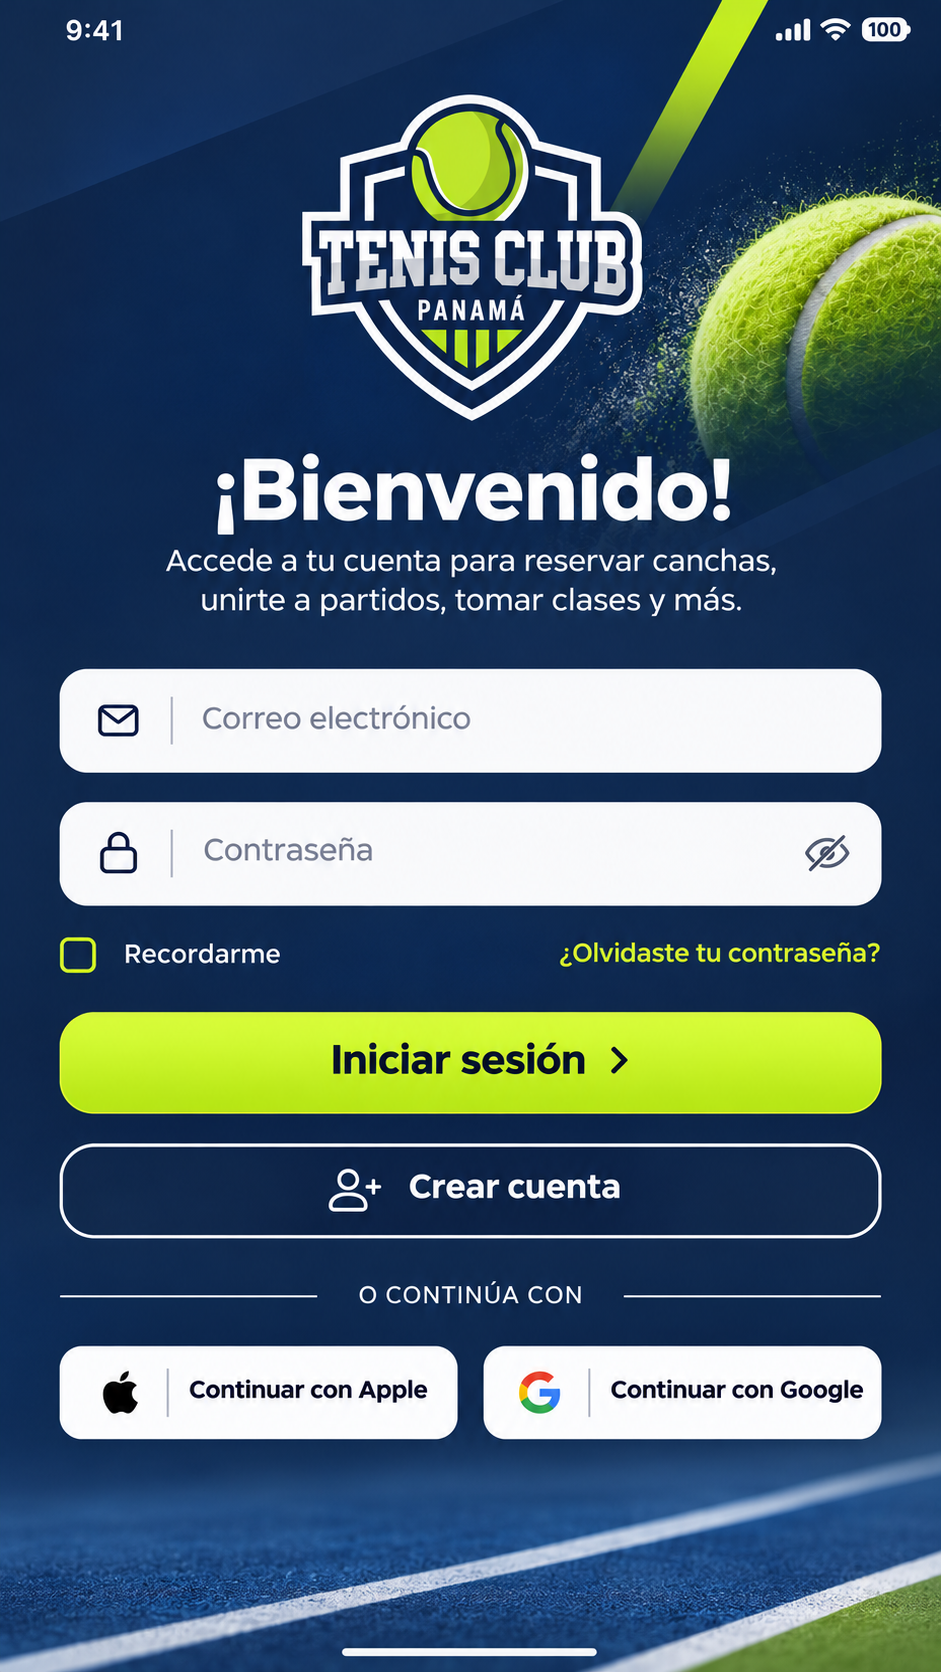 9:41
100
TENIS CLUB
PANAMÁ
¡Bienvenido!
Accede a tu cuenta para reservar canchas,
unirte a partidos, tomar clases y más.
Correo electrónico
Contraseña
Recordarme
¿Olvidaste tu contraseña?
Iniciar sesión
Crear cuenta
O CONTINÚA CON
Continuar con Apple
Continuar con Google